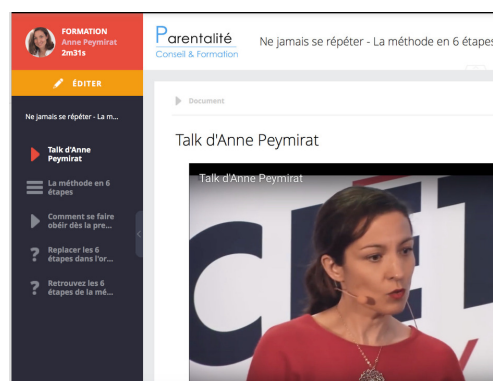 FORMATION
Anne Peymirat
2m31s
ÉDITER
Ne jamais se répéter - La m...
Talk d'Anne
Peymirat
La méthode en 6
étapes
Comment se faire
obéir dès la pre...
Replacer les 6
étapes dans l'or...
Retrouvez les 6
étapes de la mé...
Parentalité
Conseil & Formation
Ne jamais se répéter - La méthode en 6 étapes
Document
Talk d'Anne Peymirat
Talk d'Anne Peymirat